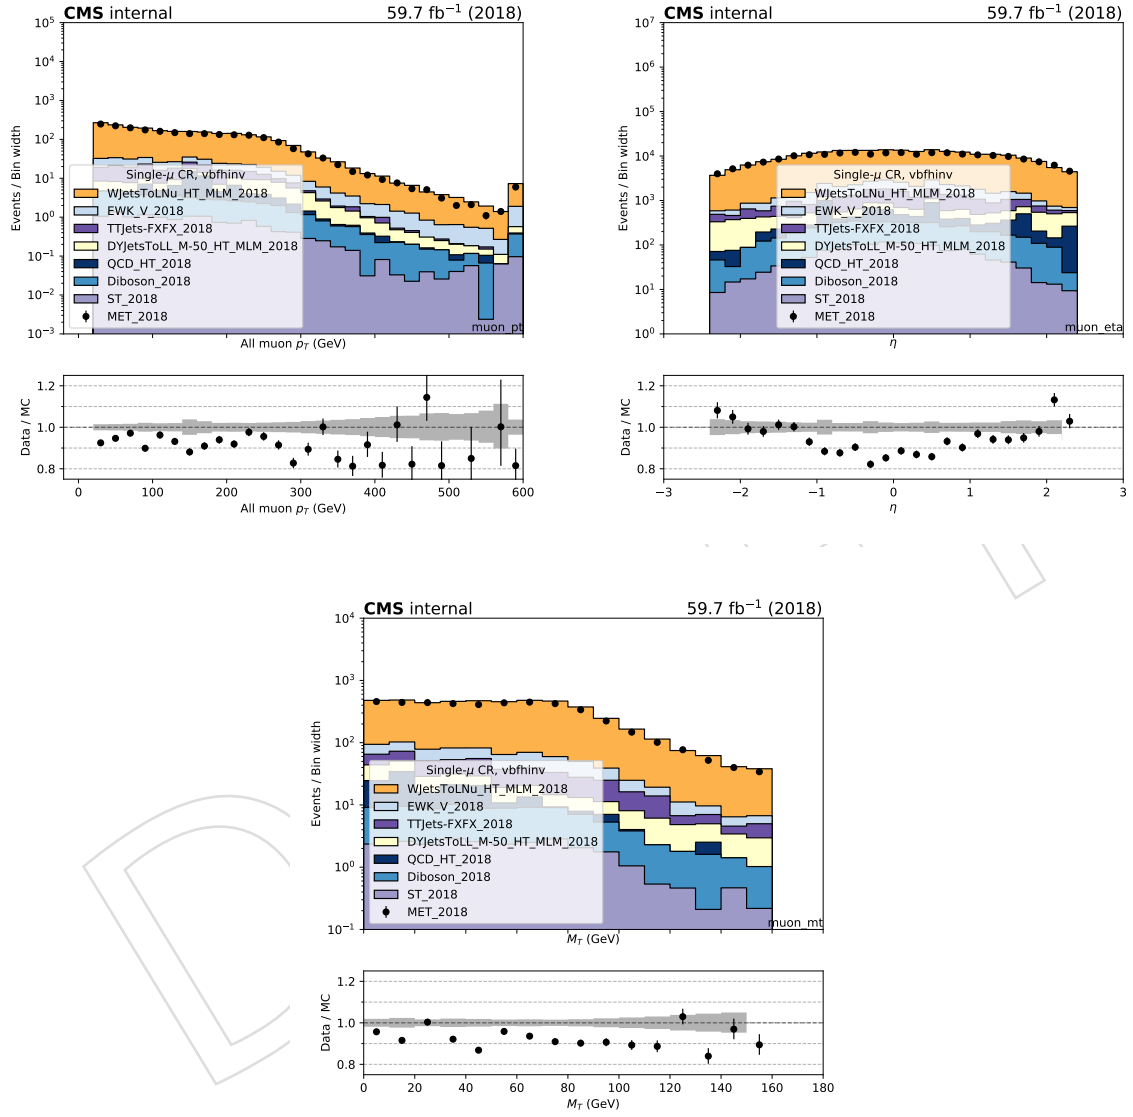 CMS internal 59.7 fb⁻¹ (2018)
10⁵
10⁴
10³
10²
10¹
10⁰
10⁻¹
10⁻²
10⁻³
Events / Bin width
Single-μ CR, vbfhinv
WJetsToLNu_HT_MLM_2018
EWK_V_2018
TTJets-FXFX_2018
DYJetsToLL_M-50_HT_MLM_2018
QCD_HT_2018
Diboson_2018
ST_2018
MET_2018
muon_pt
All muon p_T (GeV)
Data / MC
1.2
1.0
0.8
0 100 200 300 400 500 600
All muon p_T (GeV)
CMS internal 59.7 fb⁻¹ (2018)
10⁷
10⁶
10⁵
10⁴
10³
10²
10¹
10⁰
Events / Bin width
Single-μ CR, vbfhinv
WJetsToLNu_HT_MLM_2018
EWK_V_2018
TTJets-FXFX_2018
DYJetsToLL_M-50_HT_MLM_2018
QCD_HT_2018
Diboson_2018
ST_2018
MET_2018
muon_eta
η
Data / MC
1.2
1.0
0.8
−3 −2 −1 0 1 2 3
η
CMS internal 59.7 fb⁻¹ (2018)
10⁴
10³
10²
10¹
10⁰
10⁻¹
Events / Bin width
Single-μ CR, vbfhinv
WJetsToLNu_HT_MLM_2018
EWK_V_2018
TTJets-FXFX_2018
DYJetsToLL_M-50_HT_MLM_2018
QCD_HT_2018
Diboson_2018
ST_2018
MET_2018
muon_mt
M_T (GeV)
Data / MC
1.2
1.0
0.8
0 20 40 60 80 100 120 140 160 180
M_T (GeV)